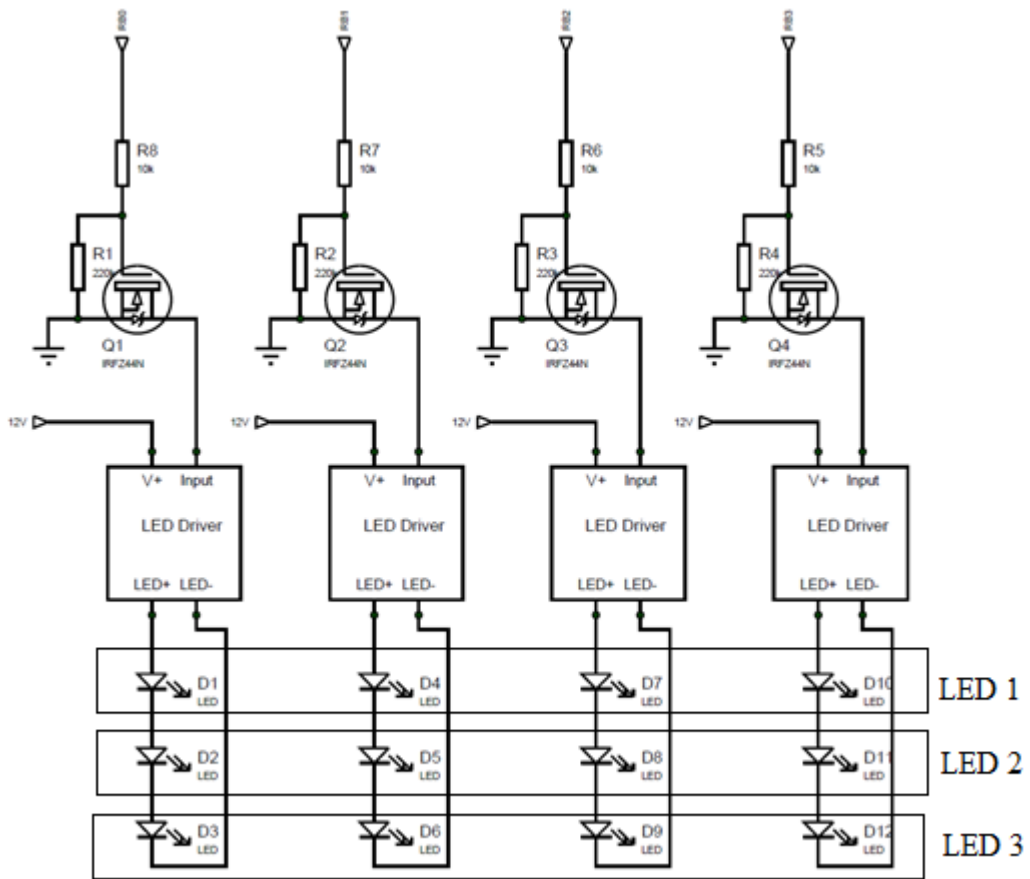 RB0 RB1 RB2 RB3
R8 R7 R6 R5
10k 10k 10k 10k
R1 R2 R3 R4
220k 220k 220k 220k
Q1 Q2 Q3 Q4
IRFZ44N IRFZ44N IRFZ44N IRFZ44N
12V 12V 12V 12V
V+ Input V+ Input V+ Input V+ Input
LED Driver LED Driver LED Driver LED Driver
LED+ LED- LED+ LED- LED+ LED- LED+ LED-
D1 D4 D7 D10 LED 1
LED LED LED LED
D2 D5 D8 D11 LED 2
LED LED LED LED
D3 D6 D9 D12 LED 3
LED LED LED LED